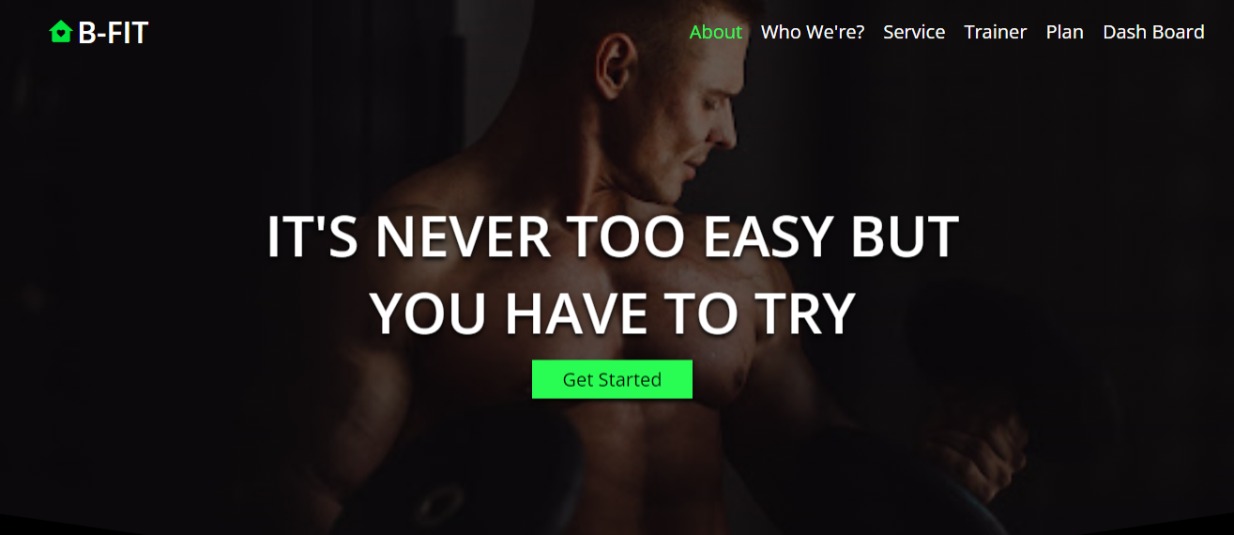 B-FIT
About Who We're? Service Trainer Plan Dash Board
IT'S NEVER TOO EASY BUT
YOU HAVE TO TRY
Get Started